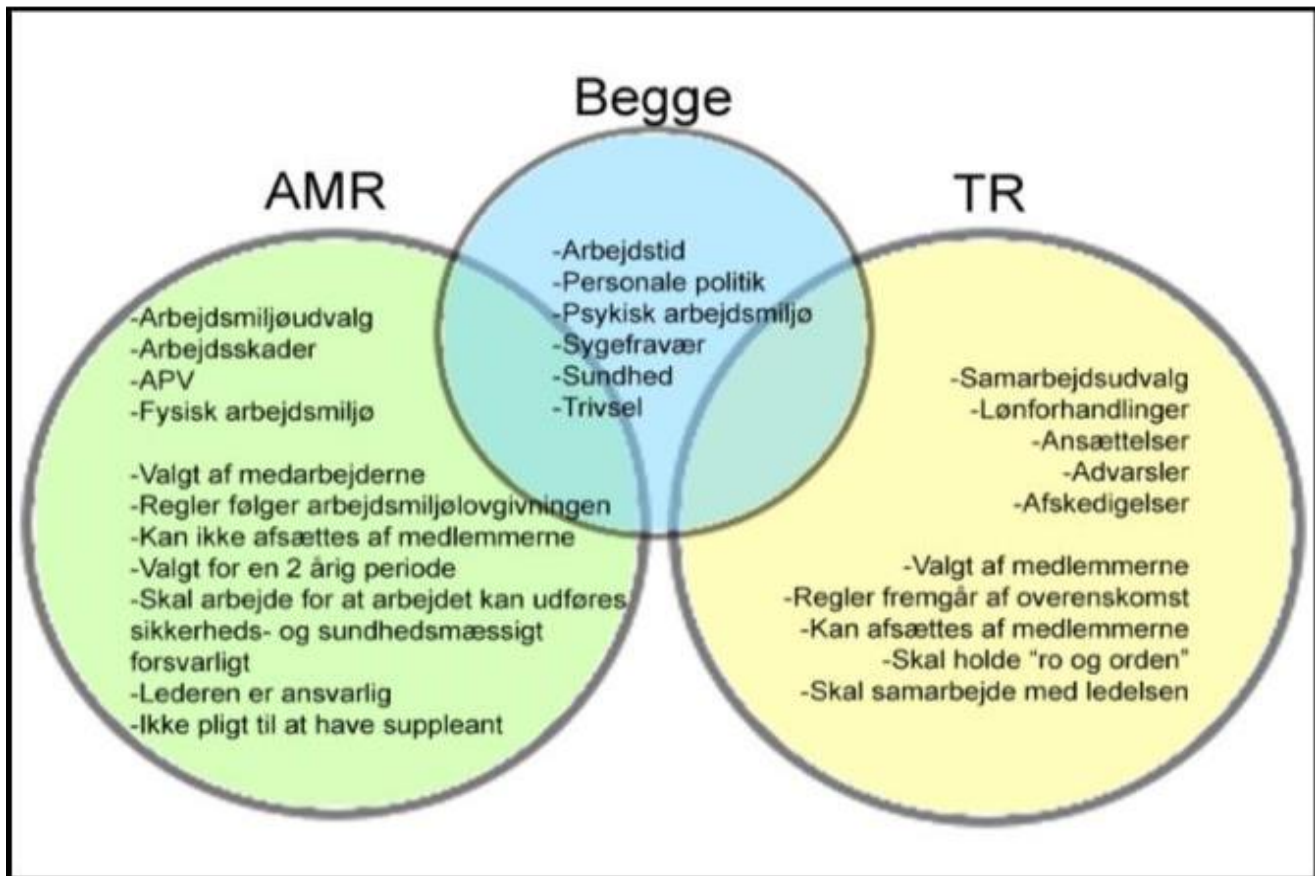 Begge
AMR
TR
-Arbejdstid
-Personale politik
-Psykisk arbejdsmiljø
-Sygefravær
-Sundhed
-Trivsel
-Arbejdsmiljøudvalg
-Arbejdsskader
-APV
-Fysisk arbejdsmiljø
-Valgt af medarbejderne
-Regler følger arbejdsmiljølovgivningen
-Kan ikke afsættes af medlemmerne
-Valgt for en 2 årig periode
-Skal arbejde for at arbejdet kan udføres
sikkerheds- og sundhedsmæssigt
forsvarligt
-Lederen er ansvarlig
-Ikke pligt til at have suppleant
-Samarbejdsudvalg
-Lønforhandlinger
-Ansættelser
-Advarsler
-Afskedigelser
-Valgt af medlemmerne
-Regler fremgår af overenskomst
-Kan afsættes af medlemmerne
-Skal holde “ro og orden”
-Skal samarbejde med ledelsen